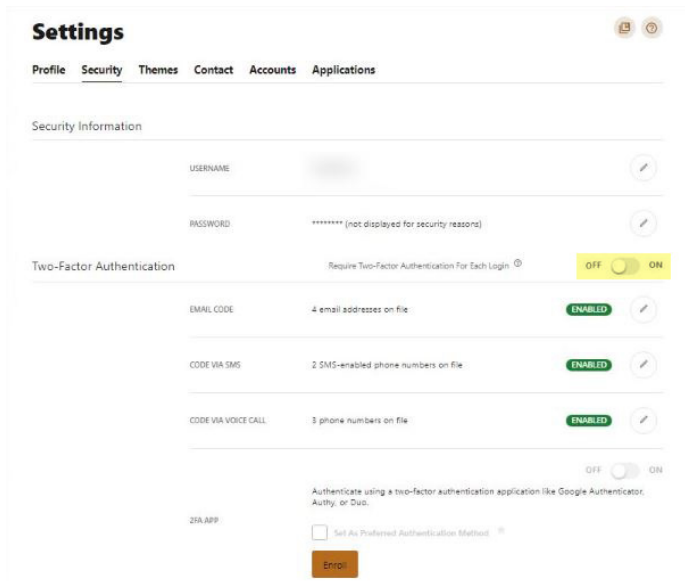 Settings
Profile Security Themes Contact Accounts Applications
Security Information
USERNAME
PASSWORD ******** (not displayed for security reasons)
Two-Factor Authentication Require Two-Factor Authentication For Each Login OFF ON
EMAIL CODE 4 email addresses on file ENABLED
CODE VIA SMS 2 SMS-enabled phone numbers on file ENABLED
CODE VIA VOICE CALL 3 phone numbers on file ENABLED
OFF ON
Authenticate using a two-factor authentication application like Google Authenticator,
Authy, or Duo.
2FA APP
Set As Preferred Authentication Method
Enroll